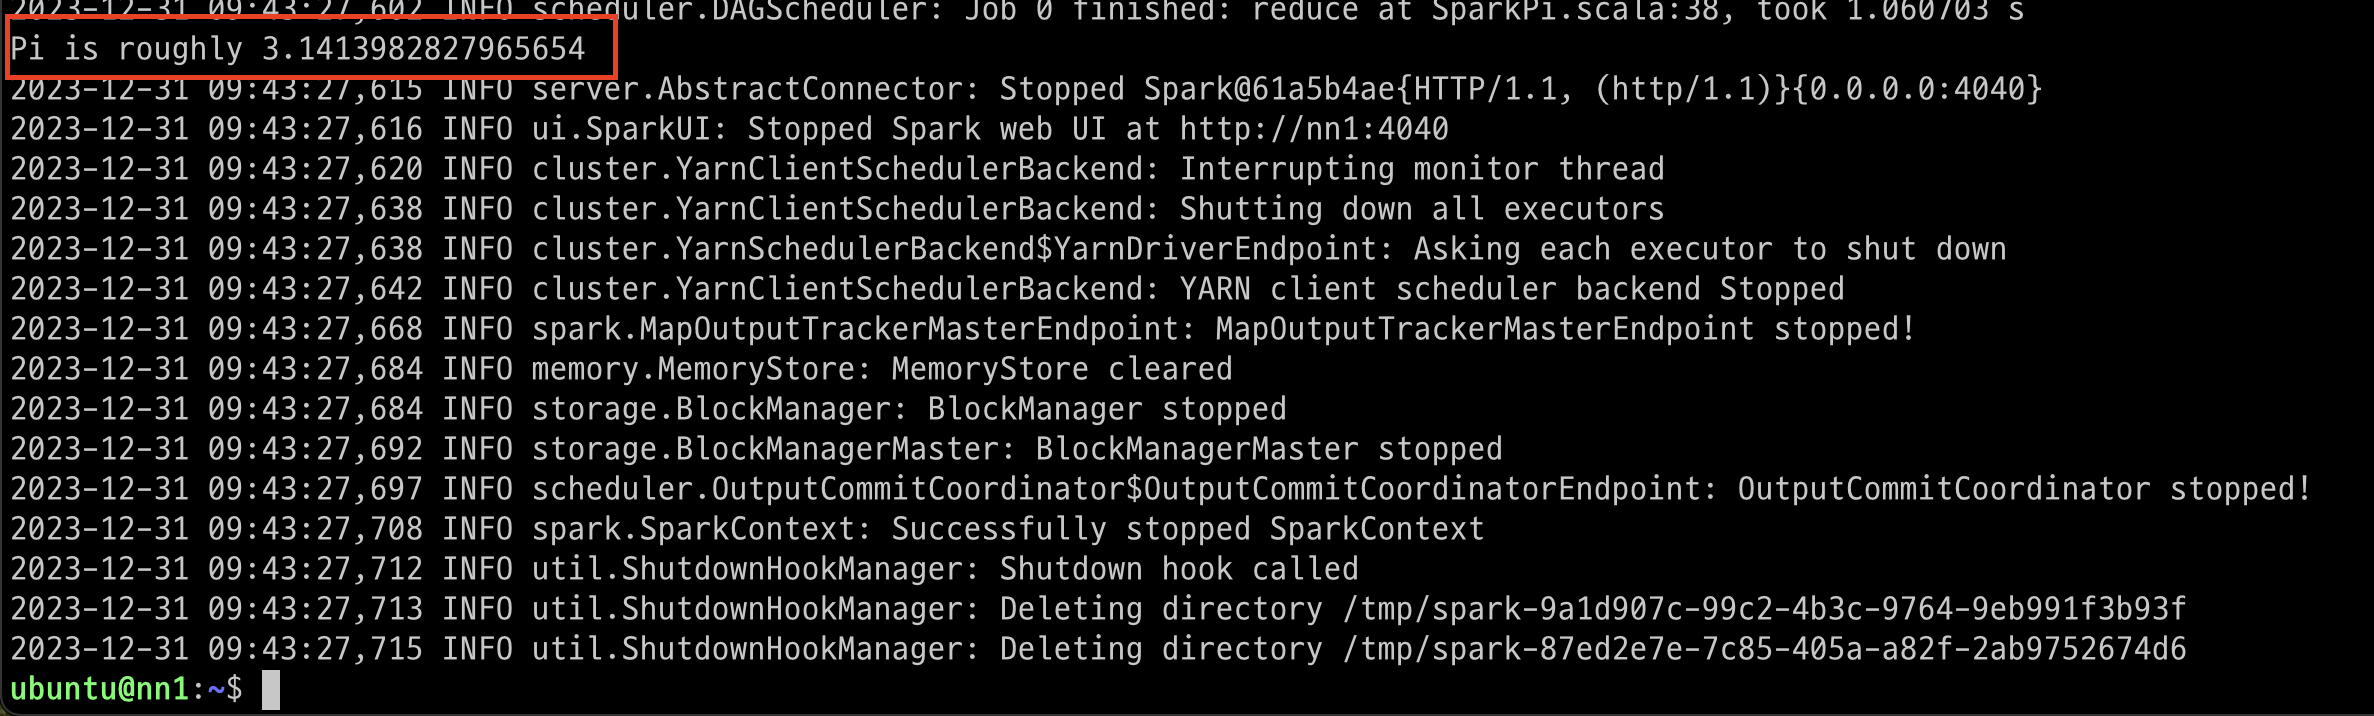 2023-12-31 09:43:27,602 INFO scheduler.DAGScheduler: Job 0 finished: reduce at SparkPi.scala:38, took 1.060703 s
Pi is roughly 3.1413982827965654
2023-12-31 09:43:27,615 INFO server.AbstractConnector: Stopped Spark@61a5b4ae{HTTP/1.1, (http/1.1)}{0.0.0.0:4040}
2023-12-31 09:43:27,616 INFO ui.SparkUI: Stopped Spark web UI at http://nn1:4040
2023-12-31 09:43:27,620 INFO cluster.YarnClientSchedulerBackend: Interrupting monitor thread
2023-12-31 09:43:27,638 INFO cluster.YarnClientSchedulerBackend: Shutting down all executors
2023-12-31 09:43:27,638 INFO cluster.YarnSchedulerBackend$YarnDriverEndpoint: Asking each executor to shut down
2023-12-31 09:43:27,642 INFO cluster.YarnClientSchedulerBackend: YARN client scheduler backend Stopped
2023-12-31 09:43:27,668 INFO spark.MapOutputTrackerMasterEndpoint: MapOutputTrackerMasterEndpoint stopped!
2023-12-31 09:43:27,684 INFO memory.MemoryStore: MemoryStore cleared
2023-12-31 09:43:27,684 INFO storage.BlockManager: BlockManager stopped
2023-12-31 09:43:27,692 INFO storage.BlockManagerMaster: BlockManagerMaster stopped
2023-12-31 09:43:27,697 INFO scheduler.OutputCommitCoordinator$OutputCommitCoordinatorEndpoint: OutputCommitCoordinator stopped!
2023-12-31 09:43:27,708 INFO spark.SparkContext: Successfully stopped SparkContext
2023-12-31 09:43:27,712 INFO util.ShutdownHookManager: Shutdown hook called
2023-12-31 09:43:27,713 INFO util.ShutdownHookManager: Deleting directory /tmp/spark-9a1d907c-99c2-4b3c-9764-9eb991f3b93f
2023-12-31 09:43:27,715 INFO util.ShutdownHookManager: Deleting directory /tmp/spark-87ed2e7e-7c85-405a-a82f-2ab9752674d6
ubuntu@nn1:~$